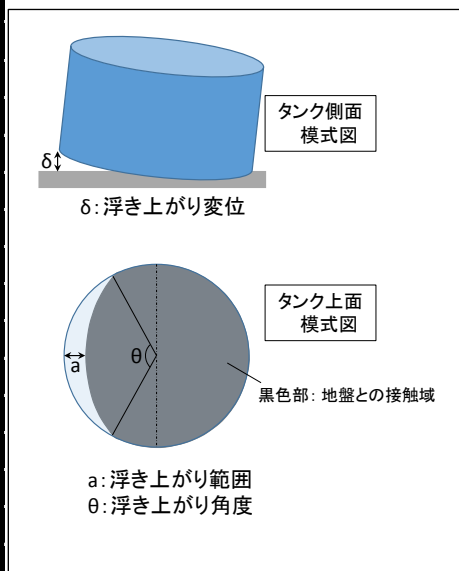 タンク側面
模式図
δ
δ:浮き上がり変位
タンク上面
模式図
θ
a
黒色部: 地盤との接触域
a:浮き上がり範囲
θ:浮き上がり角度